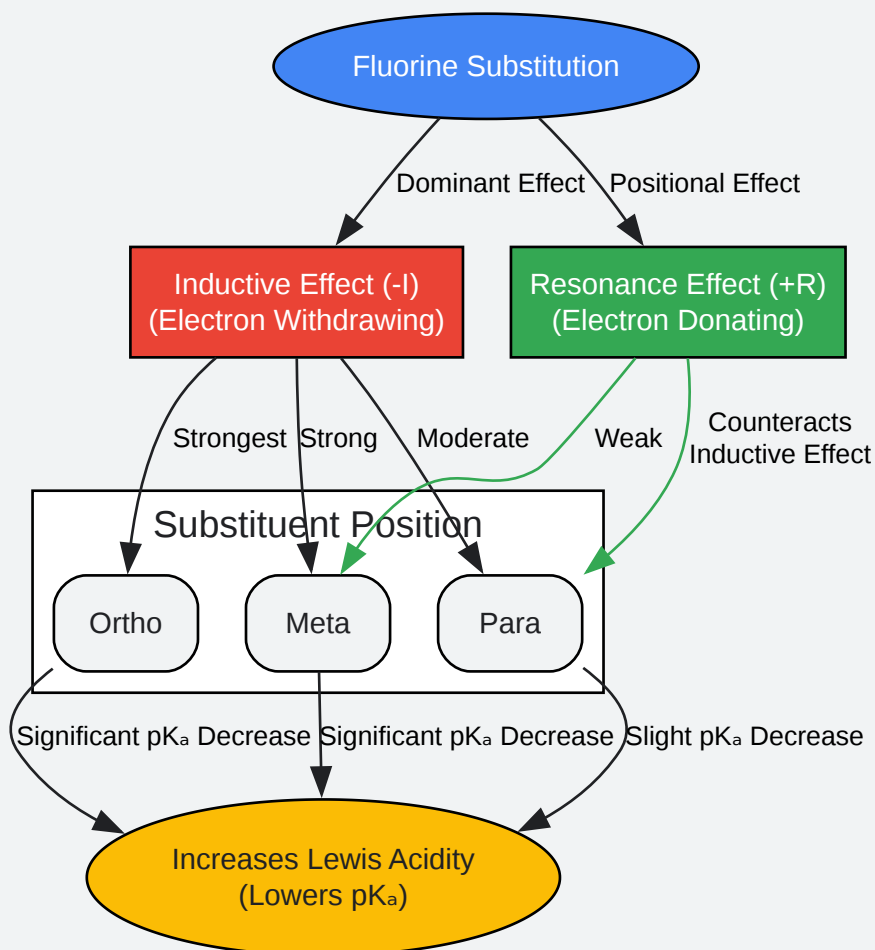 Fluorine Substitution
Dominant Effect
Positional Effect
Inductive Effect (-I)
(Electron Withdrawing)
Resonance Effect (+R)
(Electron Donating)
Strongest
Strong
Moderate
Weak
Counteracts
Inductive Effect
Substituent Position
Ortho
Meta
Para
Significant pKₐ Decrease
Significant pKₐ Decrease
Slight pKₐ Decrease
Increases Lewis Acidity
(Lowers pKₐ)